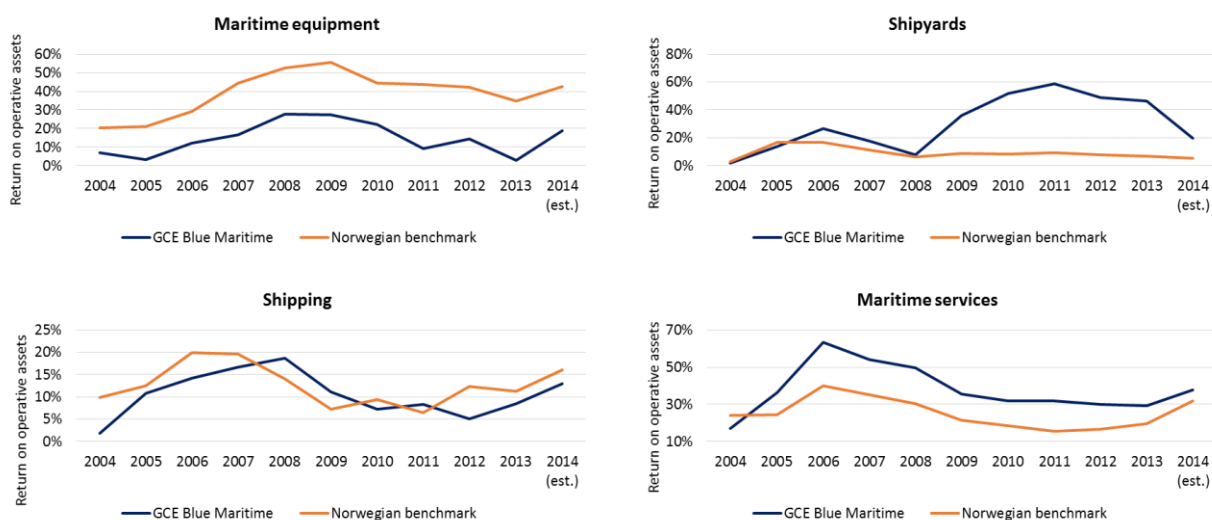 Maritime equipment
Return on operative assets
60%
50%
40%
30%
20%
10%
0%
2004 2005 2006 2007 2008 2009 2010 2011 2012 2013 2014
(est.)
GCE Blue Maritime Norwegian benchmark
Shipyards
Return on operative assets
80%
60%
40%
20%
0%
2004 2005 2006 2007 2008 2009 2010 2011 2012 2013 2014
(est.)
GCE Blue Maritime Norwegian benchmark
Shipping
Return on operative assets
25%
20%
15%
10%
5%
0%
2004 2005 2006 2007 2008 2009 2010 2011 2012 2013 2014
(est.)
GCE Blue Maritime Norwegian benchmark
Maritime services
Return on operative assets
70%
50%
30%
10%
2004 2005 2006 2007 2008 2009 2010 2011 2012 2013 2014
(est.)
GCE Blue Maritime Norwegian benchmark